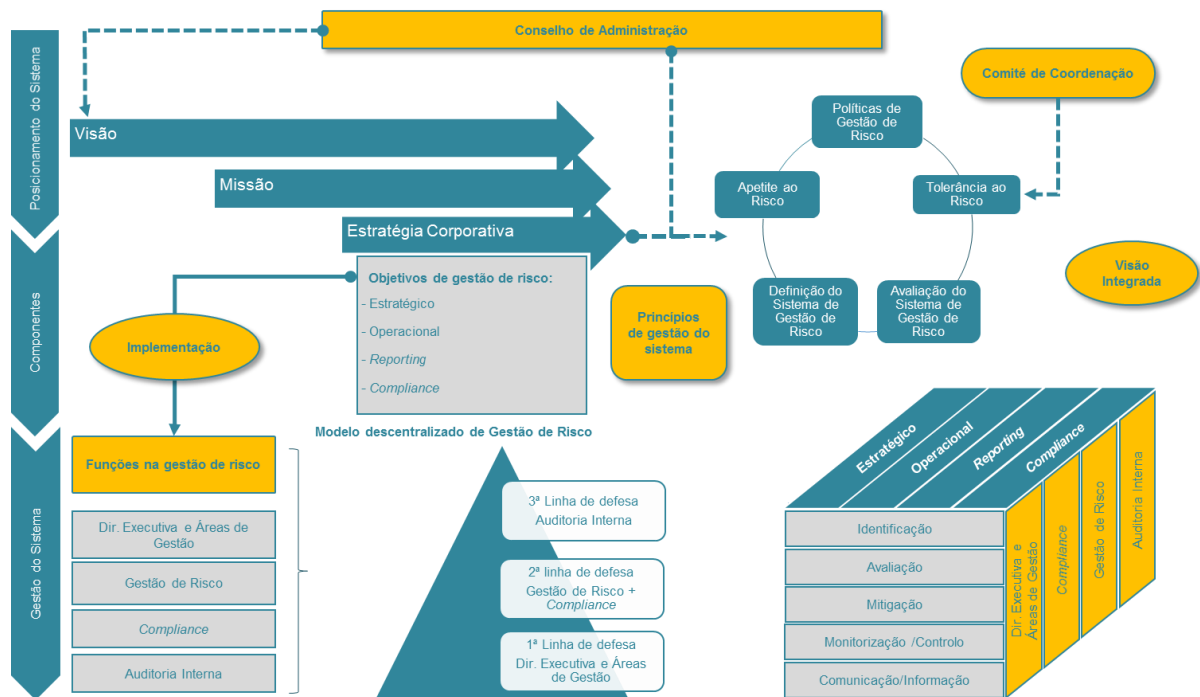 Conselho de Administração
Comité de Coordenação
Posicionamento do Sistema
Visão
Missão
Estratégia Corporativa
Políticas de
Gestão de
Risco
Apetite ao
Risco
Tolerância ao
Risco
Definição do
Sistema de
Gestão de
Risco
Avaliação do
Sistema de
Gestão de
Risco
Visão
Integrada
Componentes
Implementação
Objetivos de gestão de risco:
- Estratégico
- Operacional
- Reporting
- Compliance
Princípios
de gestão do
sistema
Gestão do Sistema
Funções na gestão de risco
Dir. Executiva e Áreas de
Gestão
Gestão de Risco
Compliance
Auditoria Interna
Modelo descentralizado de Gestão de Risco
3ª Linha de defesa
Auditoria Interna
2ª linha de defesa
Gestão de Risco +
Compliance
1ª Linha de defesa
Dir. Executiva e Áreas de
Gestão
Estratégico
Operacional
Reporting
Compliance
Identificação
Avaliação
Mitigação
Monitorização /Controlo
Comunicação/Informação
Dir. Executiva e
Áreas de Gestão
Compliance
Gestão de Risco
Auditoria Interna